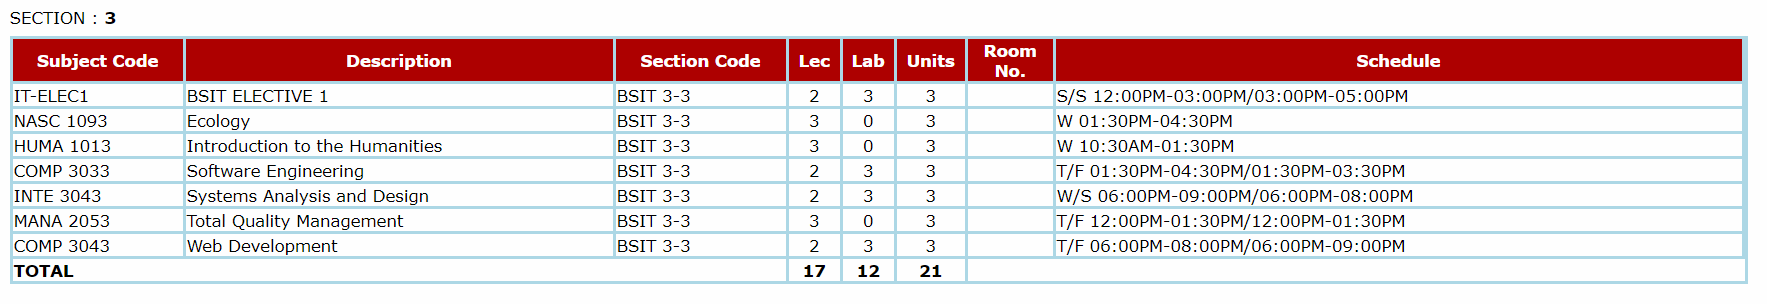 SECTION : 3
Subject Code Description Section Code Lec Lab Units Room No. Schedule
IT-ELEC1 BSIT ELECTIVE 1 BSIT 3-3 2 3 3 S/S 12:00PM-03:00PM/03:00PM-05:00PM
NASC 1093 Ecology BSIT 3-3 3 0 3 W 01:30PM-04:30PM
HUMA 1013 Introduction to the Humanities BSIT 3-3 3 0 3 W 10:30AM-01:30PM
COMP 3033 Software Engineering BSIT 3-3 2 3 3 T/F 01:30PM-04:30PM/01:30PM-03:30PM
INTE 3043 Systems Analysis and Design BSIT 3-3 2 3 3 W/S 06:00PM-09:00PM/06:00PM-08:00PM
MANA 2053 Total Quality Management BSIT 3-3 3 0 3 T/F 12:00PM-01:30PM/12:00PM-01:30PM
COMP 3043 Web Development BSIT 3-3 2 3 3 T/F 06:00PM-08:00PM/06:00PM-09:00PM
TOTAL 17 12 21